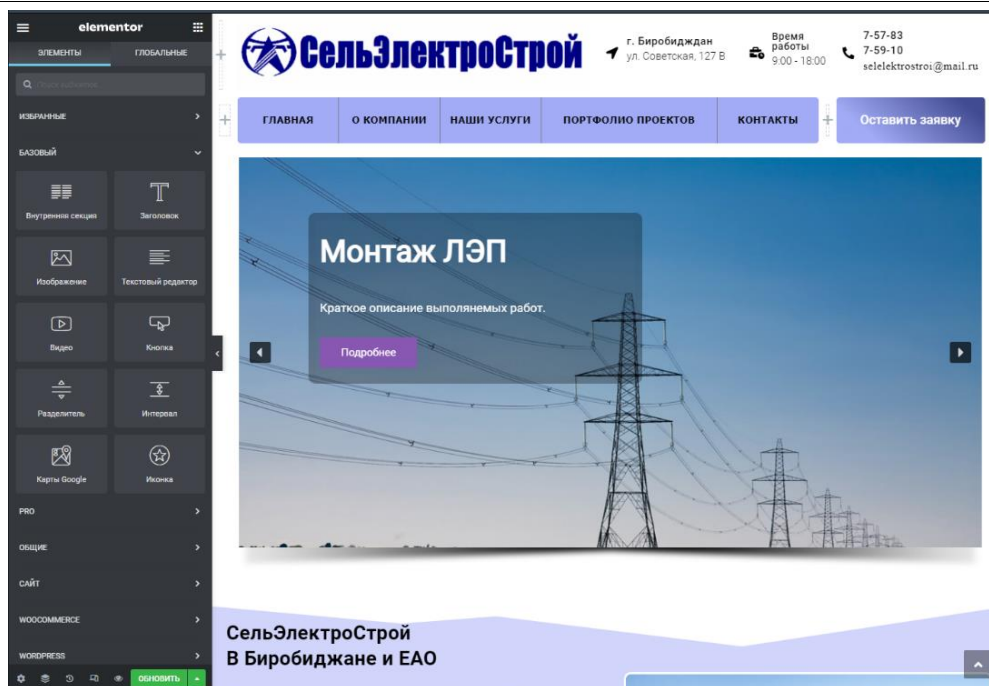 elementor
ЭЛЕМЕНТЫ
ГЛОБАЛЬНЫЕ
ИЗБРАННЫЕ
БАЗОВЫЙ
Внутренняя секция
Заголовок
Изображение
Текстовый редактор
Видео
Кнопка
Разделитель
Интервал
Карты Google
Иконка
PRO
ОБЩИЕ
САЙТ
WOOCOMMERCE
WORDPRESS
ОБНОВИТЬ
СельЭлектроСтрой
г. Биробиджан
ул. Советская, 127 В
Время
работы
9:00 - 18:00
7-57-83
7-59-10
selelektrostroi@mail.ru
ГЛАВНАЯ
О КОМПАНИИ
НАШИ УСЛУГИ
ПОРТФОЛИО ПРОЕКТОВ
КОНТАКТЫ
Оставить заявку
Монтаж ЛЭП
Краткое описание выполянемых работ.
Подробнее
СельЭлектроСтрой
В Биробиджане и ЕАО